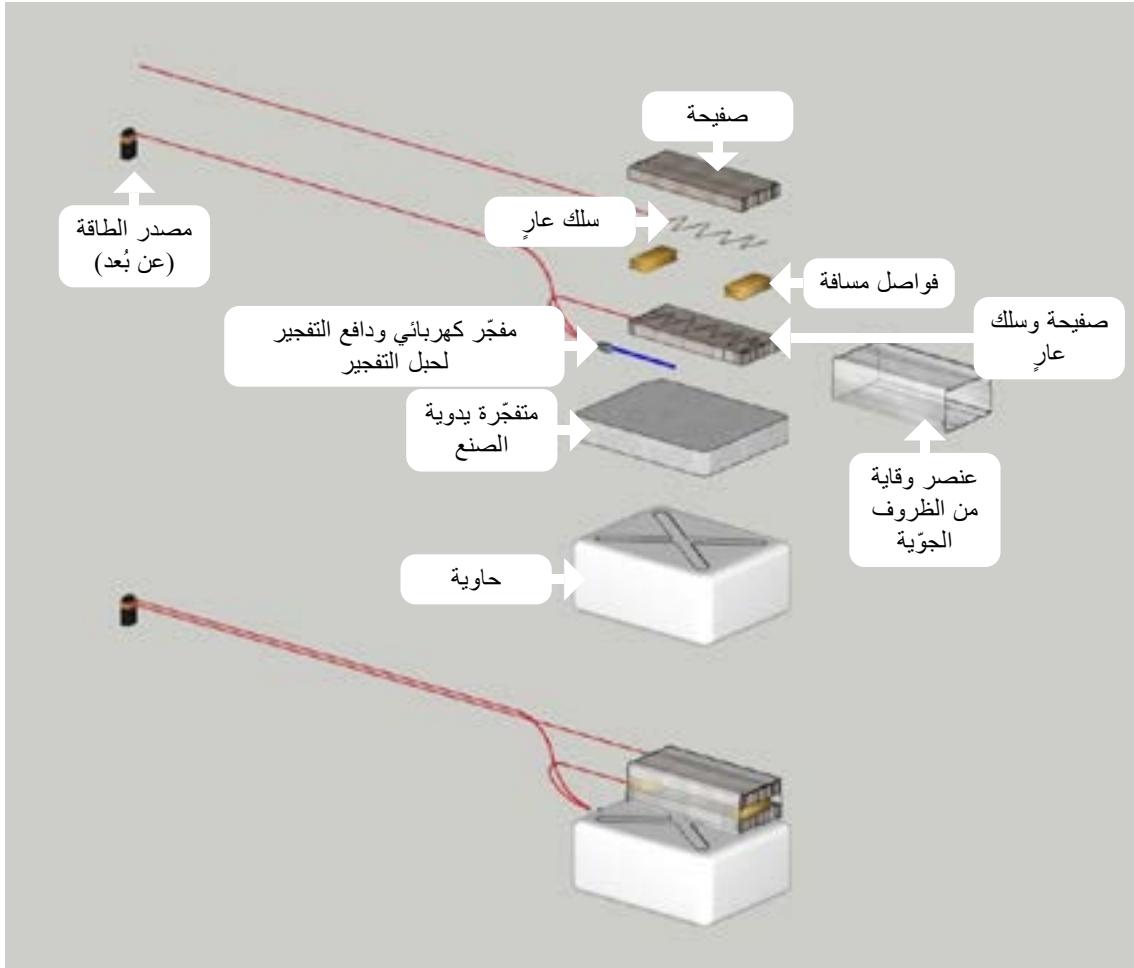 صفيحة
سلك عارٍ
مصدر الطاقة
(عن بُعد)
فواصل مسافة
صفيحة وسلك
عارٍ
مفجّر كهربائي ودافع التفجير
لحبل التفجير
متفجّرة يدوية
الصنع
عنصر وقاية
من الظروف
الجوّية
حاوية